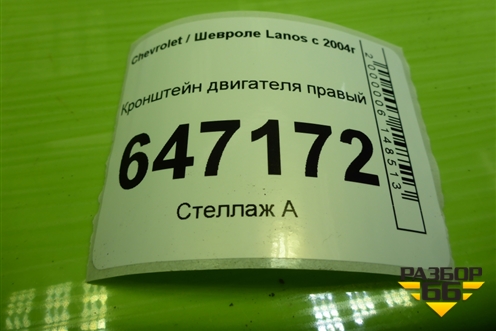 Chevrolet / Шевроле Lanos с 2004г
Кронштейн двигателя правый
647172
Стеллаж А
2000006148513
РАЗБОР
66